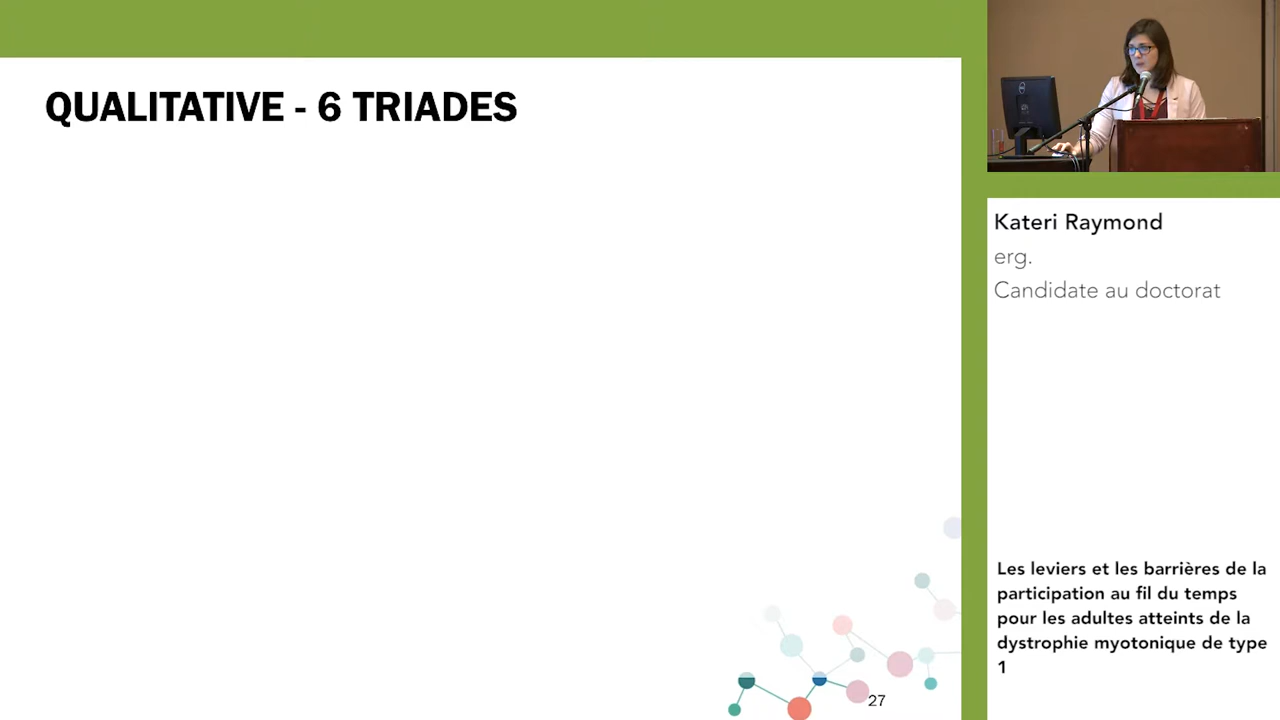 QUALITATIVE - 6 TRIADES
27
Kateri Raymond
erg.
Candidate au doctorat
Les leviers et les barrières de la
participation au fil du temps
pour les adultes atteints de la
dystrophie myotonique de type
1